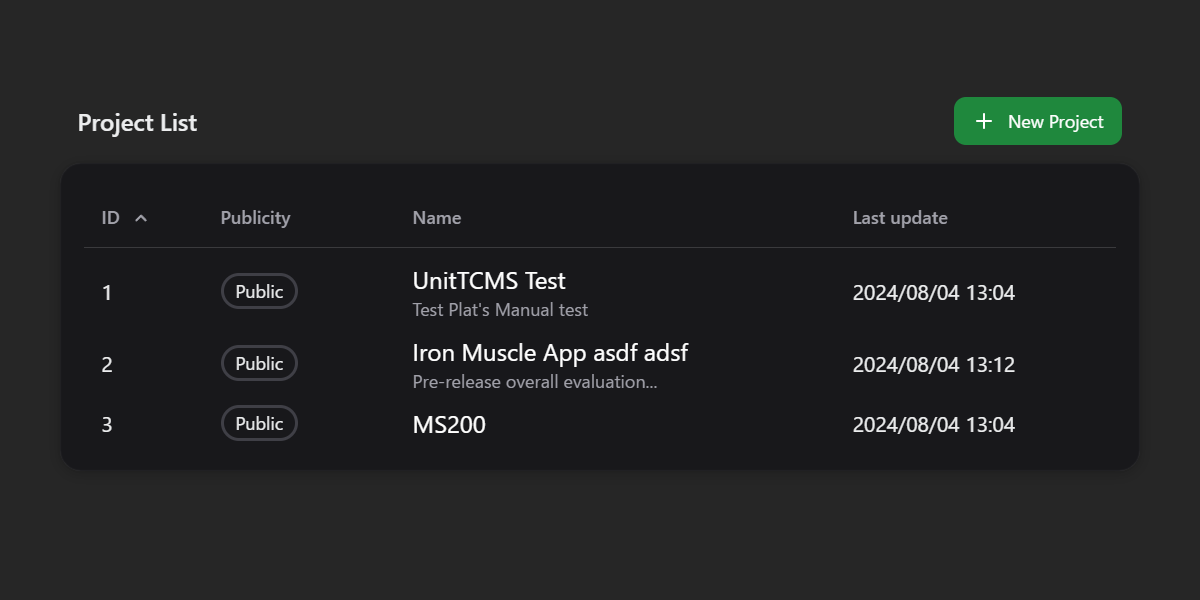 Project List
+ New Project
ID Publicity Name Last update
1 Public UnitTCMS Test 2024/08/04 13:04
Test Plat's Manual test
2 Public Iron Muscle App asdf adsf 2024/08/04 13:12
Pre-release overall evaluation...
3 Public MS200 2024/08/04 13:04